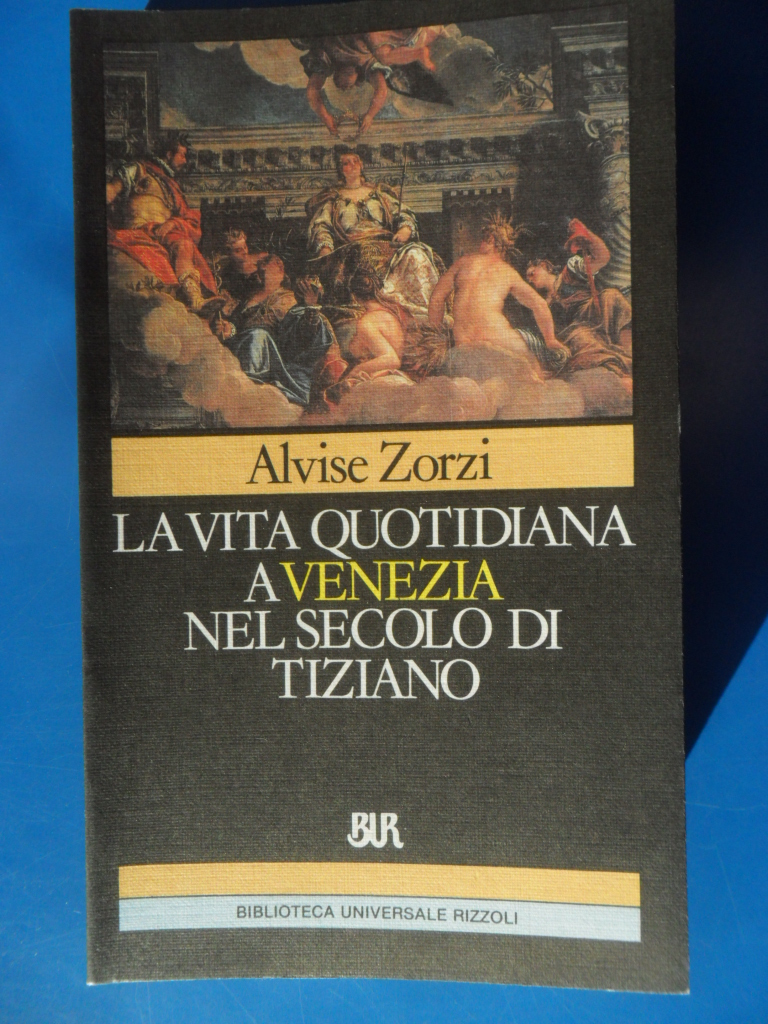 Alvise Zorzi
LA VITA QUOTIDIANA
A VENEZIA
NEL SECOLO DI
TIZIANO
BUR
BIBLIOTECA UNIVERSALE RIZZOLI